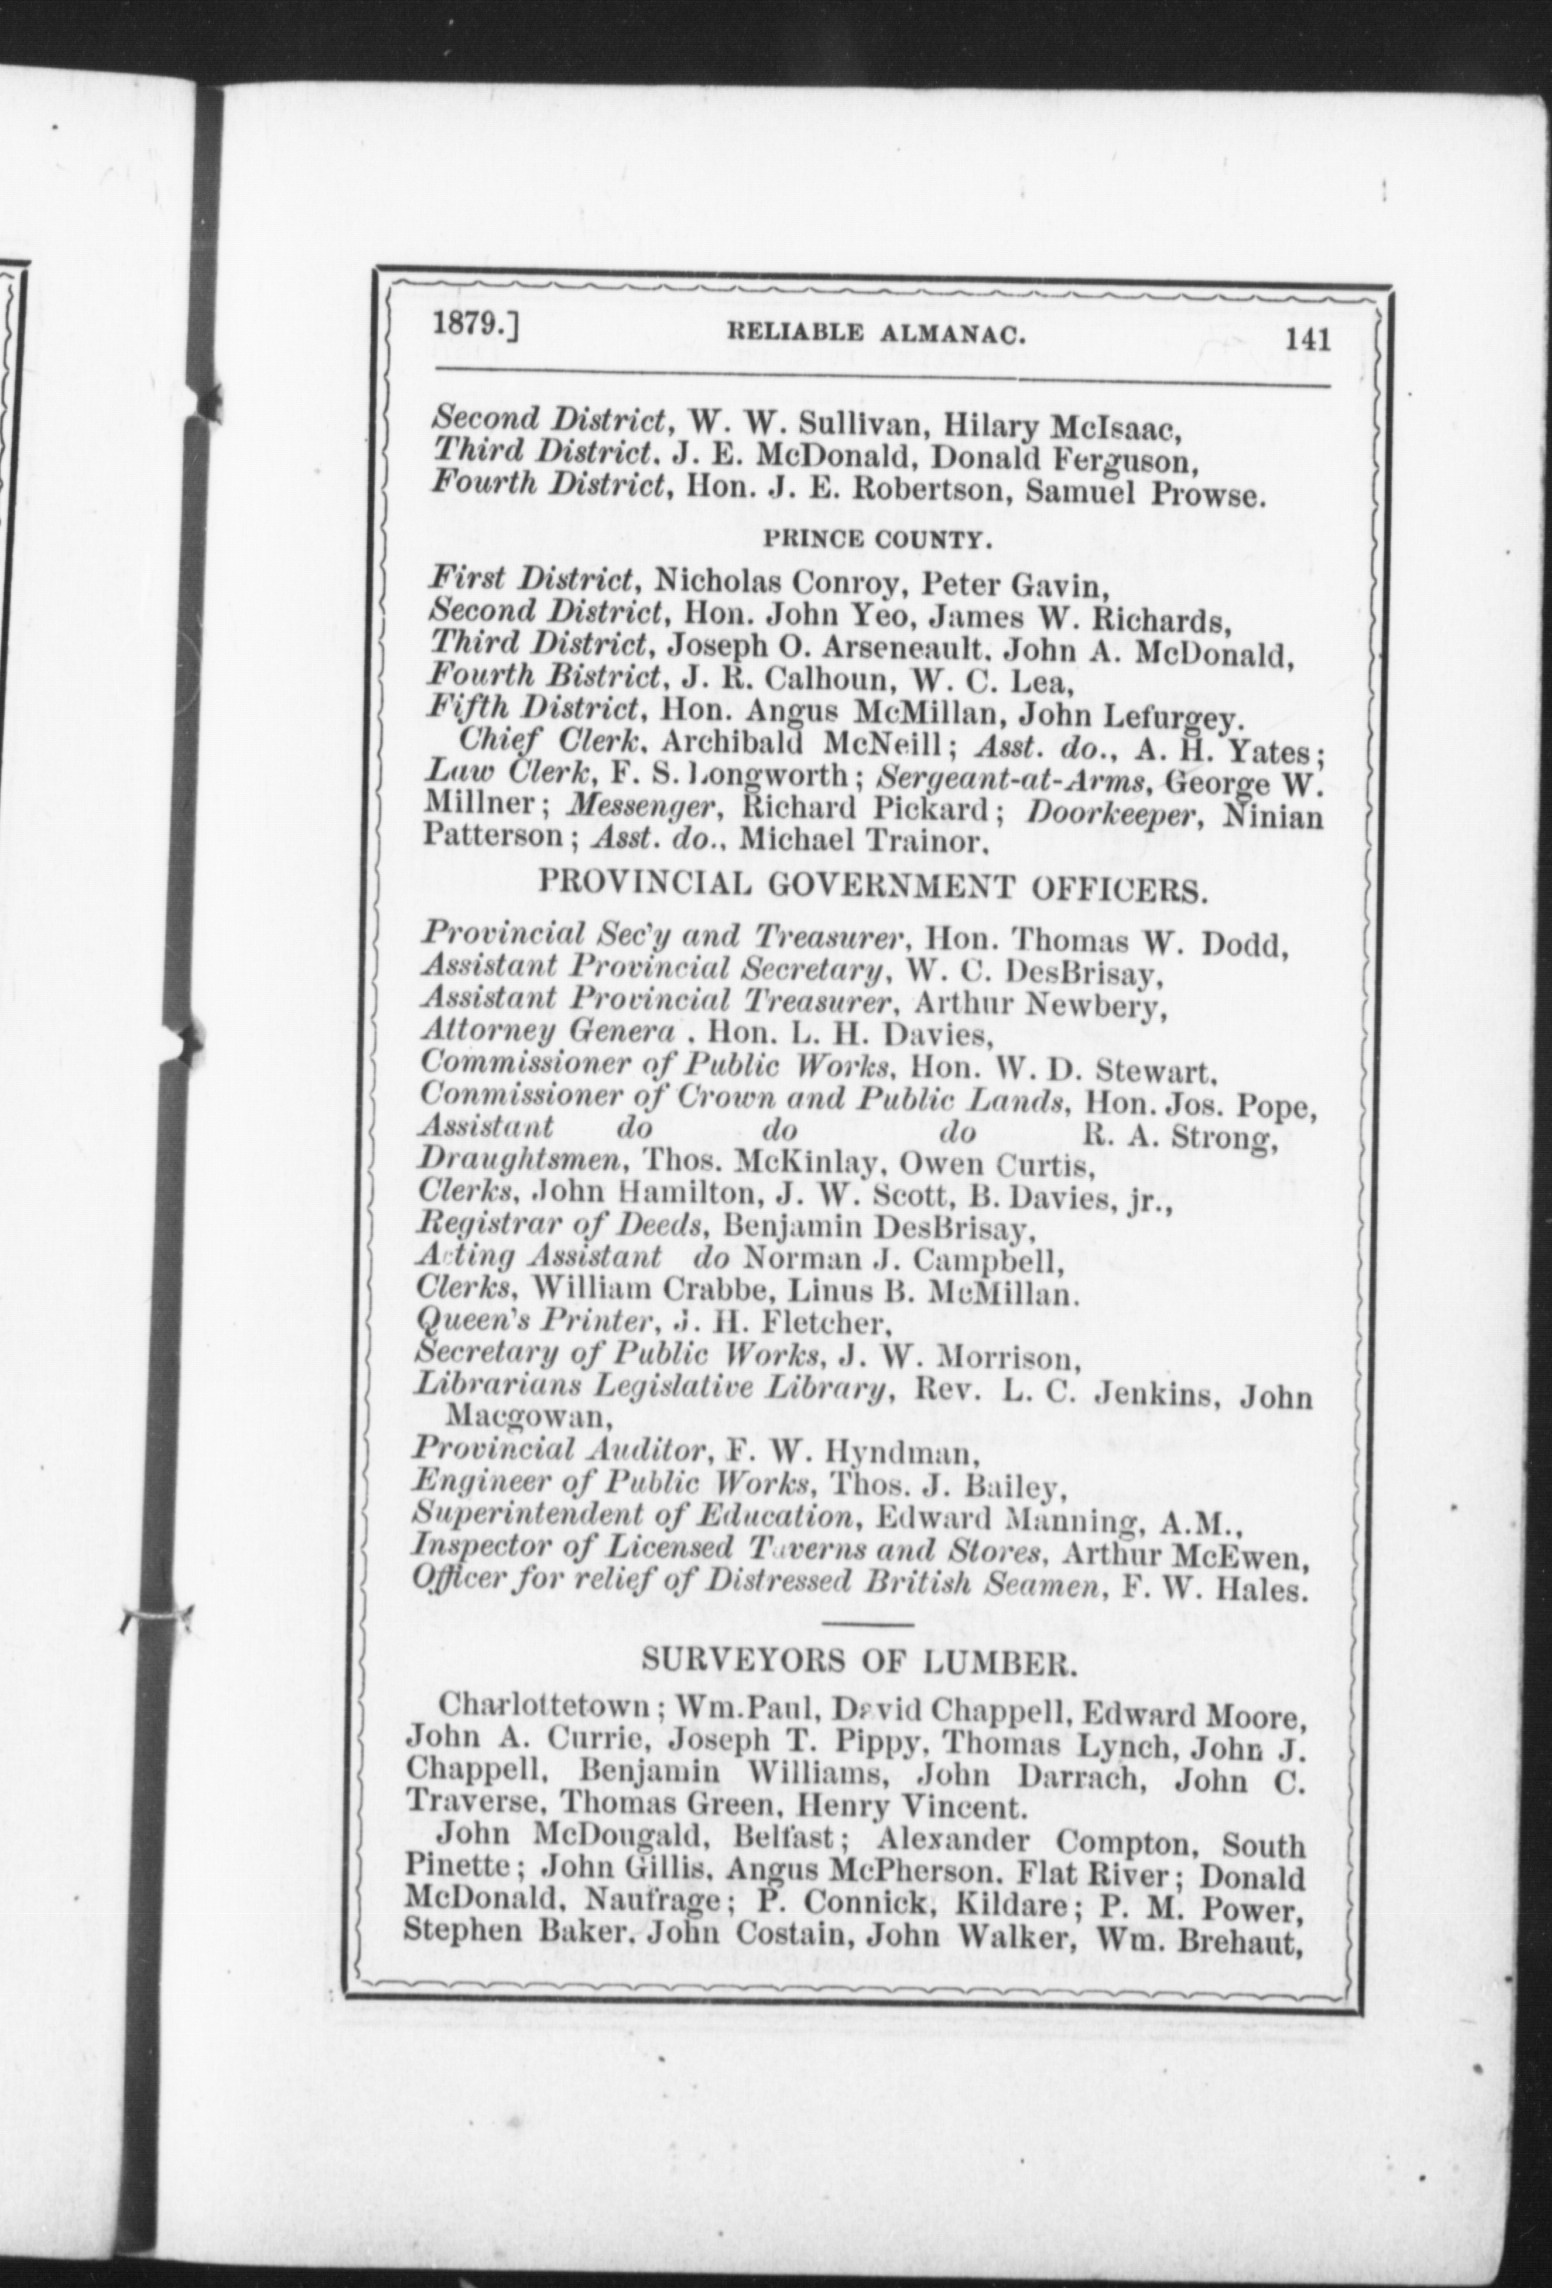 1879.] RELIABLE ALMANAC. 141
Second District, W. W. Sullivan, Hilary McIsaac,
Third District. J. E. McDonald, Donald Ferguson,
Fourth District, Hon. J. E. Robertson, Samuel Prowse.
PRINCE COUNTY.
First District, Nicholas Conroy, Peter Gavin,
Second District, Hon. John Yeo, James W. Richards,
Third District, Joseph O. Arseneault. John A. McDonald,
Fourth Bistrict, J. R. Calhoun, W. C. Lea,
Fifth District, Hon. Angus McMillan, John Lefurgey.
Chief Clerk. Archibald McNeill; Asst. do., A. H. Yates;
Law Clerk, F. S. Longworth; Sergeant-at-Arms, George W.
Millner; Messenger, Richard Pickard; Doorkeeper, Ninian
Patterson; Asst. do., Michael Trainor.
PROVINCIAL GOVERNMENT OFFICERS.
Provincial Sec'y and Treasurer, Hon. Thomas W. Dodd,
Assistant Provincial Secretary, W. C. DesBrisay,
Assistant Provincial Treasurer, Arthur Newbery,
Attorney Genera . Hon. L. H. Davies,
Commissioner of Public Works, Hon. W. D. Stewart.
Conmissioner of Crown and Public Lands, Hon. Jos. Pope,
Assistant do do do R. A. Strong,
Draughtsmen, Thos. McKinlay, Owen Curtis,
Clerks, John Hamilton, J. W. Scott, B. Davies, jr.,
Registrar of Deeds, Benjamin DesBrisay,
Acting Assistant do Norman J. Campbell,
Clerks, William Crabbe, Linus B. McMillan.
Queen's Printer, J. H. Fletcher,
Secretary of Public Works, J. W. Morrison,
Librarians Legislative Library, Rev. L. C. Jenkins, John
Macgowan,
Provincial Auditor, F. W. Hyndman,
Engineer of Public Works, Thos. J. Bailey,
Superintendent of Education, Edward Manning, A.M.,
Inspector of Licensed Taverns and Stores, Arthur McEwen,
Officer for relief of Distressed British Seamen, F. W. Hales.
SURVEYORS OF LUMBER.
Charlottetown; Wm. Paul, David Chappell, Edward Moore,
John A. Currie, Joseph T. Pippy, Thomas Lynch, John J.
Chappell, Benjamin Williams, John Darrach, John C.
Traverse, Thomas Green, Henry Vincent.
John McDougald, Belfast; Alexander Compton, South
Pinette; John Gillis, Angus McPherson. Flat River; Donald
McDonald, Naufrage; P. Connick, Kildare; P. M. Power,
Stephen Baker, John Costain, John Walker, Wm. Brehaut,